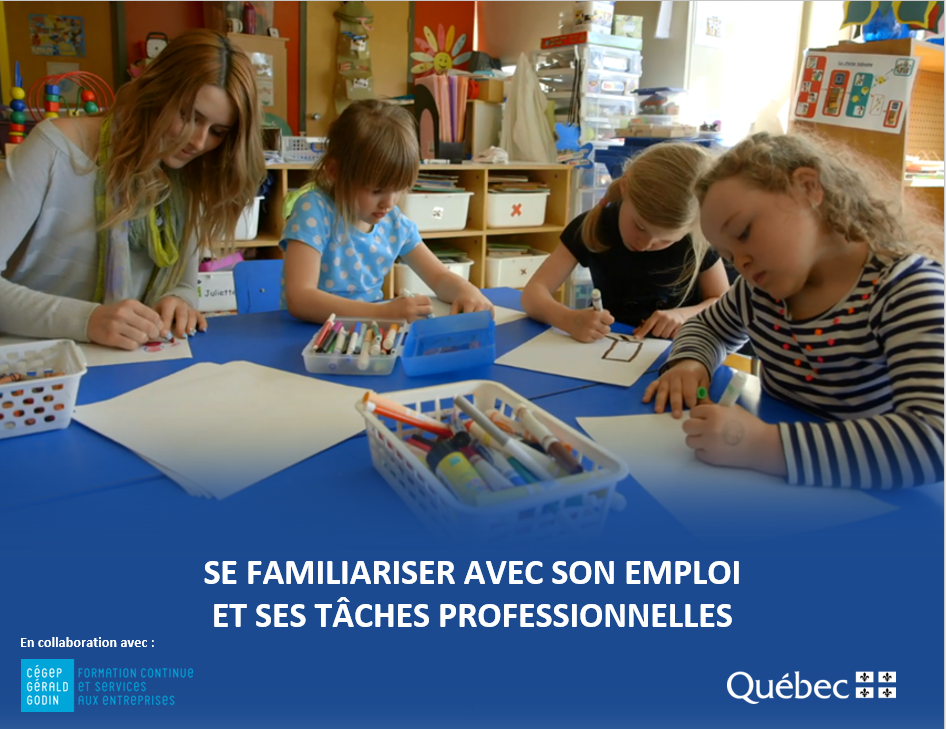 Juliette
SE FAMILIARISER AVEC SON EMPLOI
ET SES TÂCHES PROFESSIONNELLES
En collaboration avec :
CÉGEP
GÉRALD
GODIN
FORMATION CONTINUE
ET SERVICES
AUX ENTREPRISES
Québec